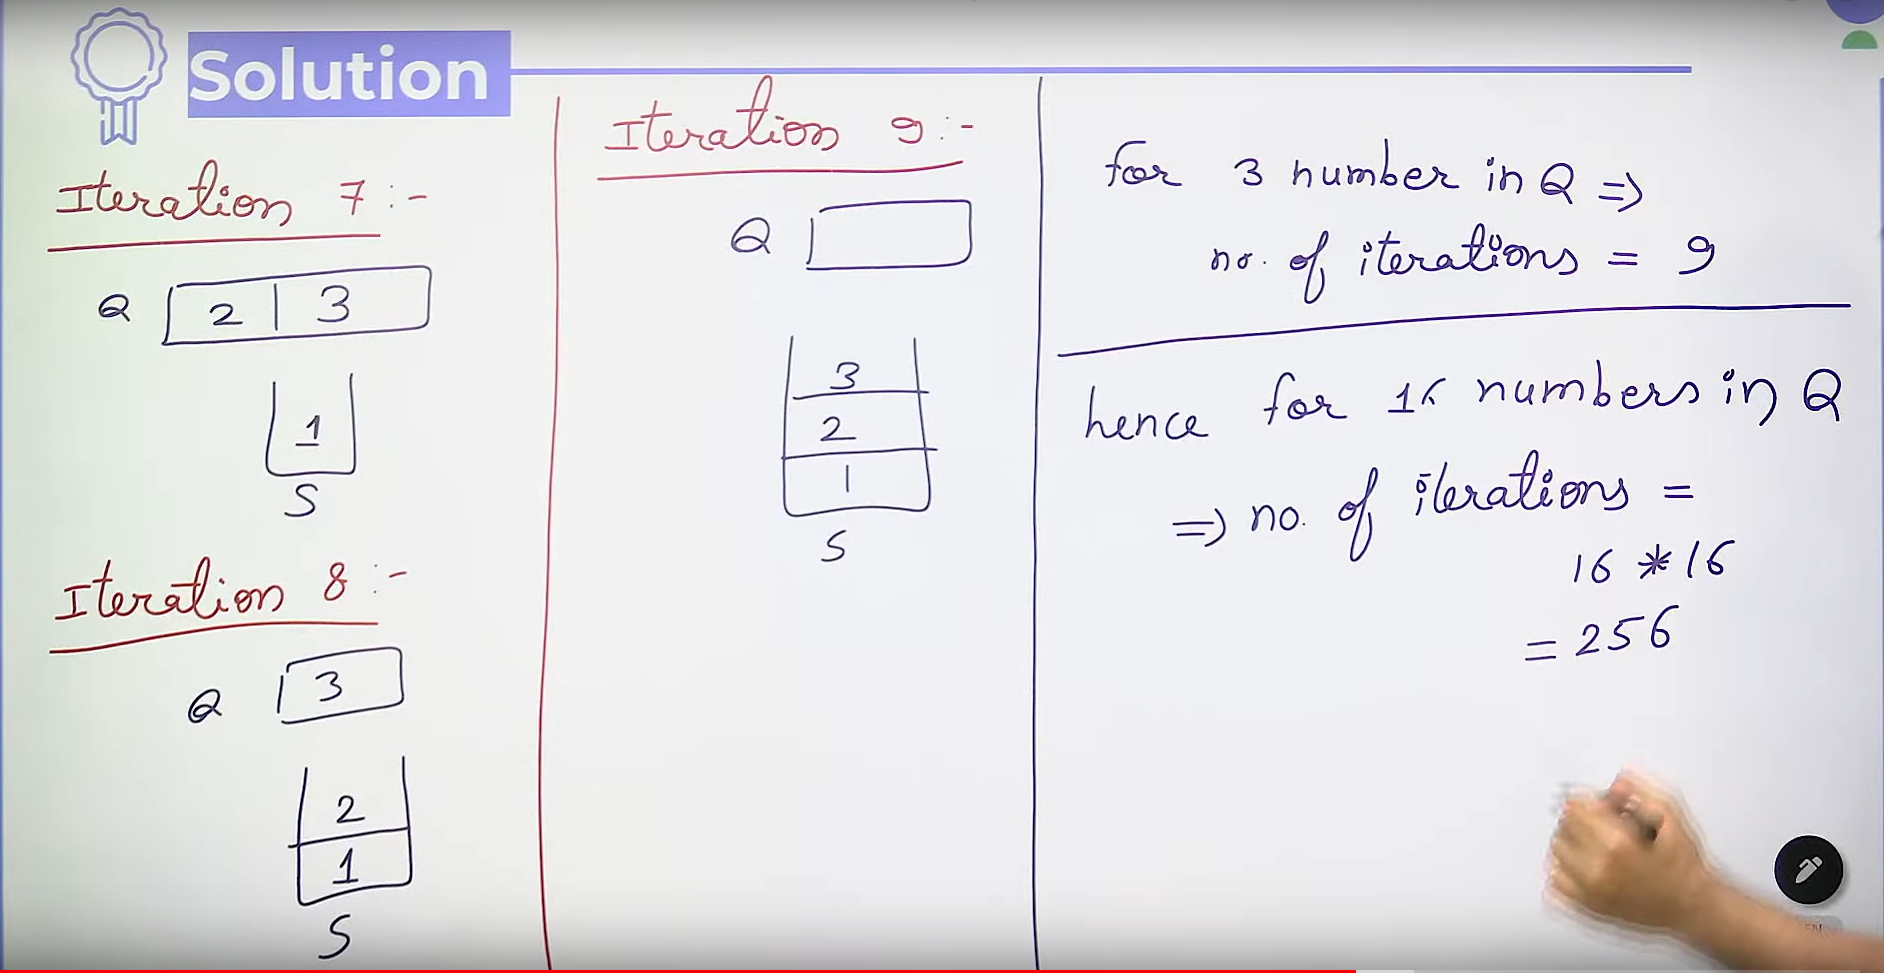 Solution
Iteration 7 :-
Q 2 3
1
S
Iteration 8 :-
Q 3
2
1
S
Iteration 9 :-
Q
3
2
1
S
for 3 number in Q =>
no. of iterations = 9
hence for 16 numbers in Q
=> no. of iterations =
16 * 16
= 256